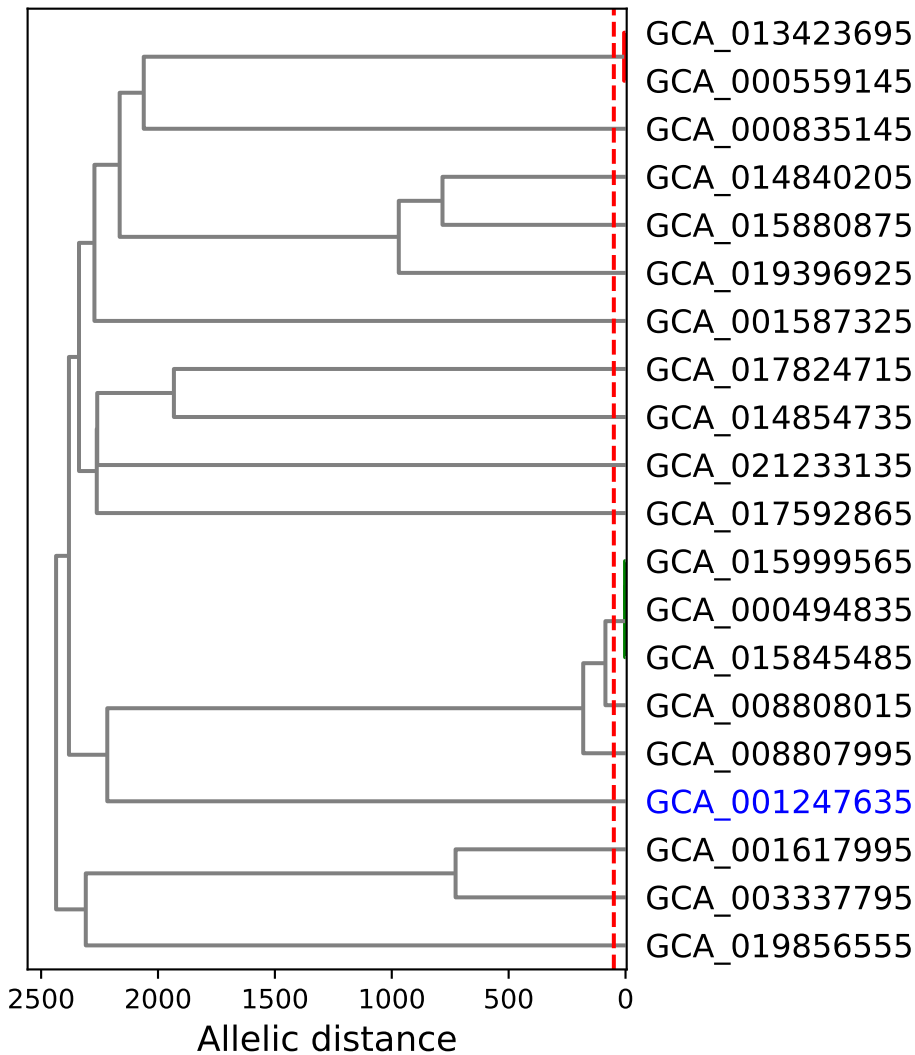 GCA_013423695
GCA_000559145
GCA_000835145
GCA_014840205
GCA_015880875
GCA_019396925
GCA_001587325
GCA_017824715
GCA_014854735
GCA_021233135
GCA_017592865
GCA_015999565
GCA_000494835
GCA_015845485
GCA_008808015
GCA_008807995
GCA_001247635
GCA_001617995
GCA_003337795
GCA_019856555
2500 2000 1500 1000 500 0
Allelic distance